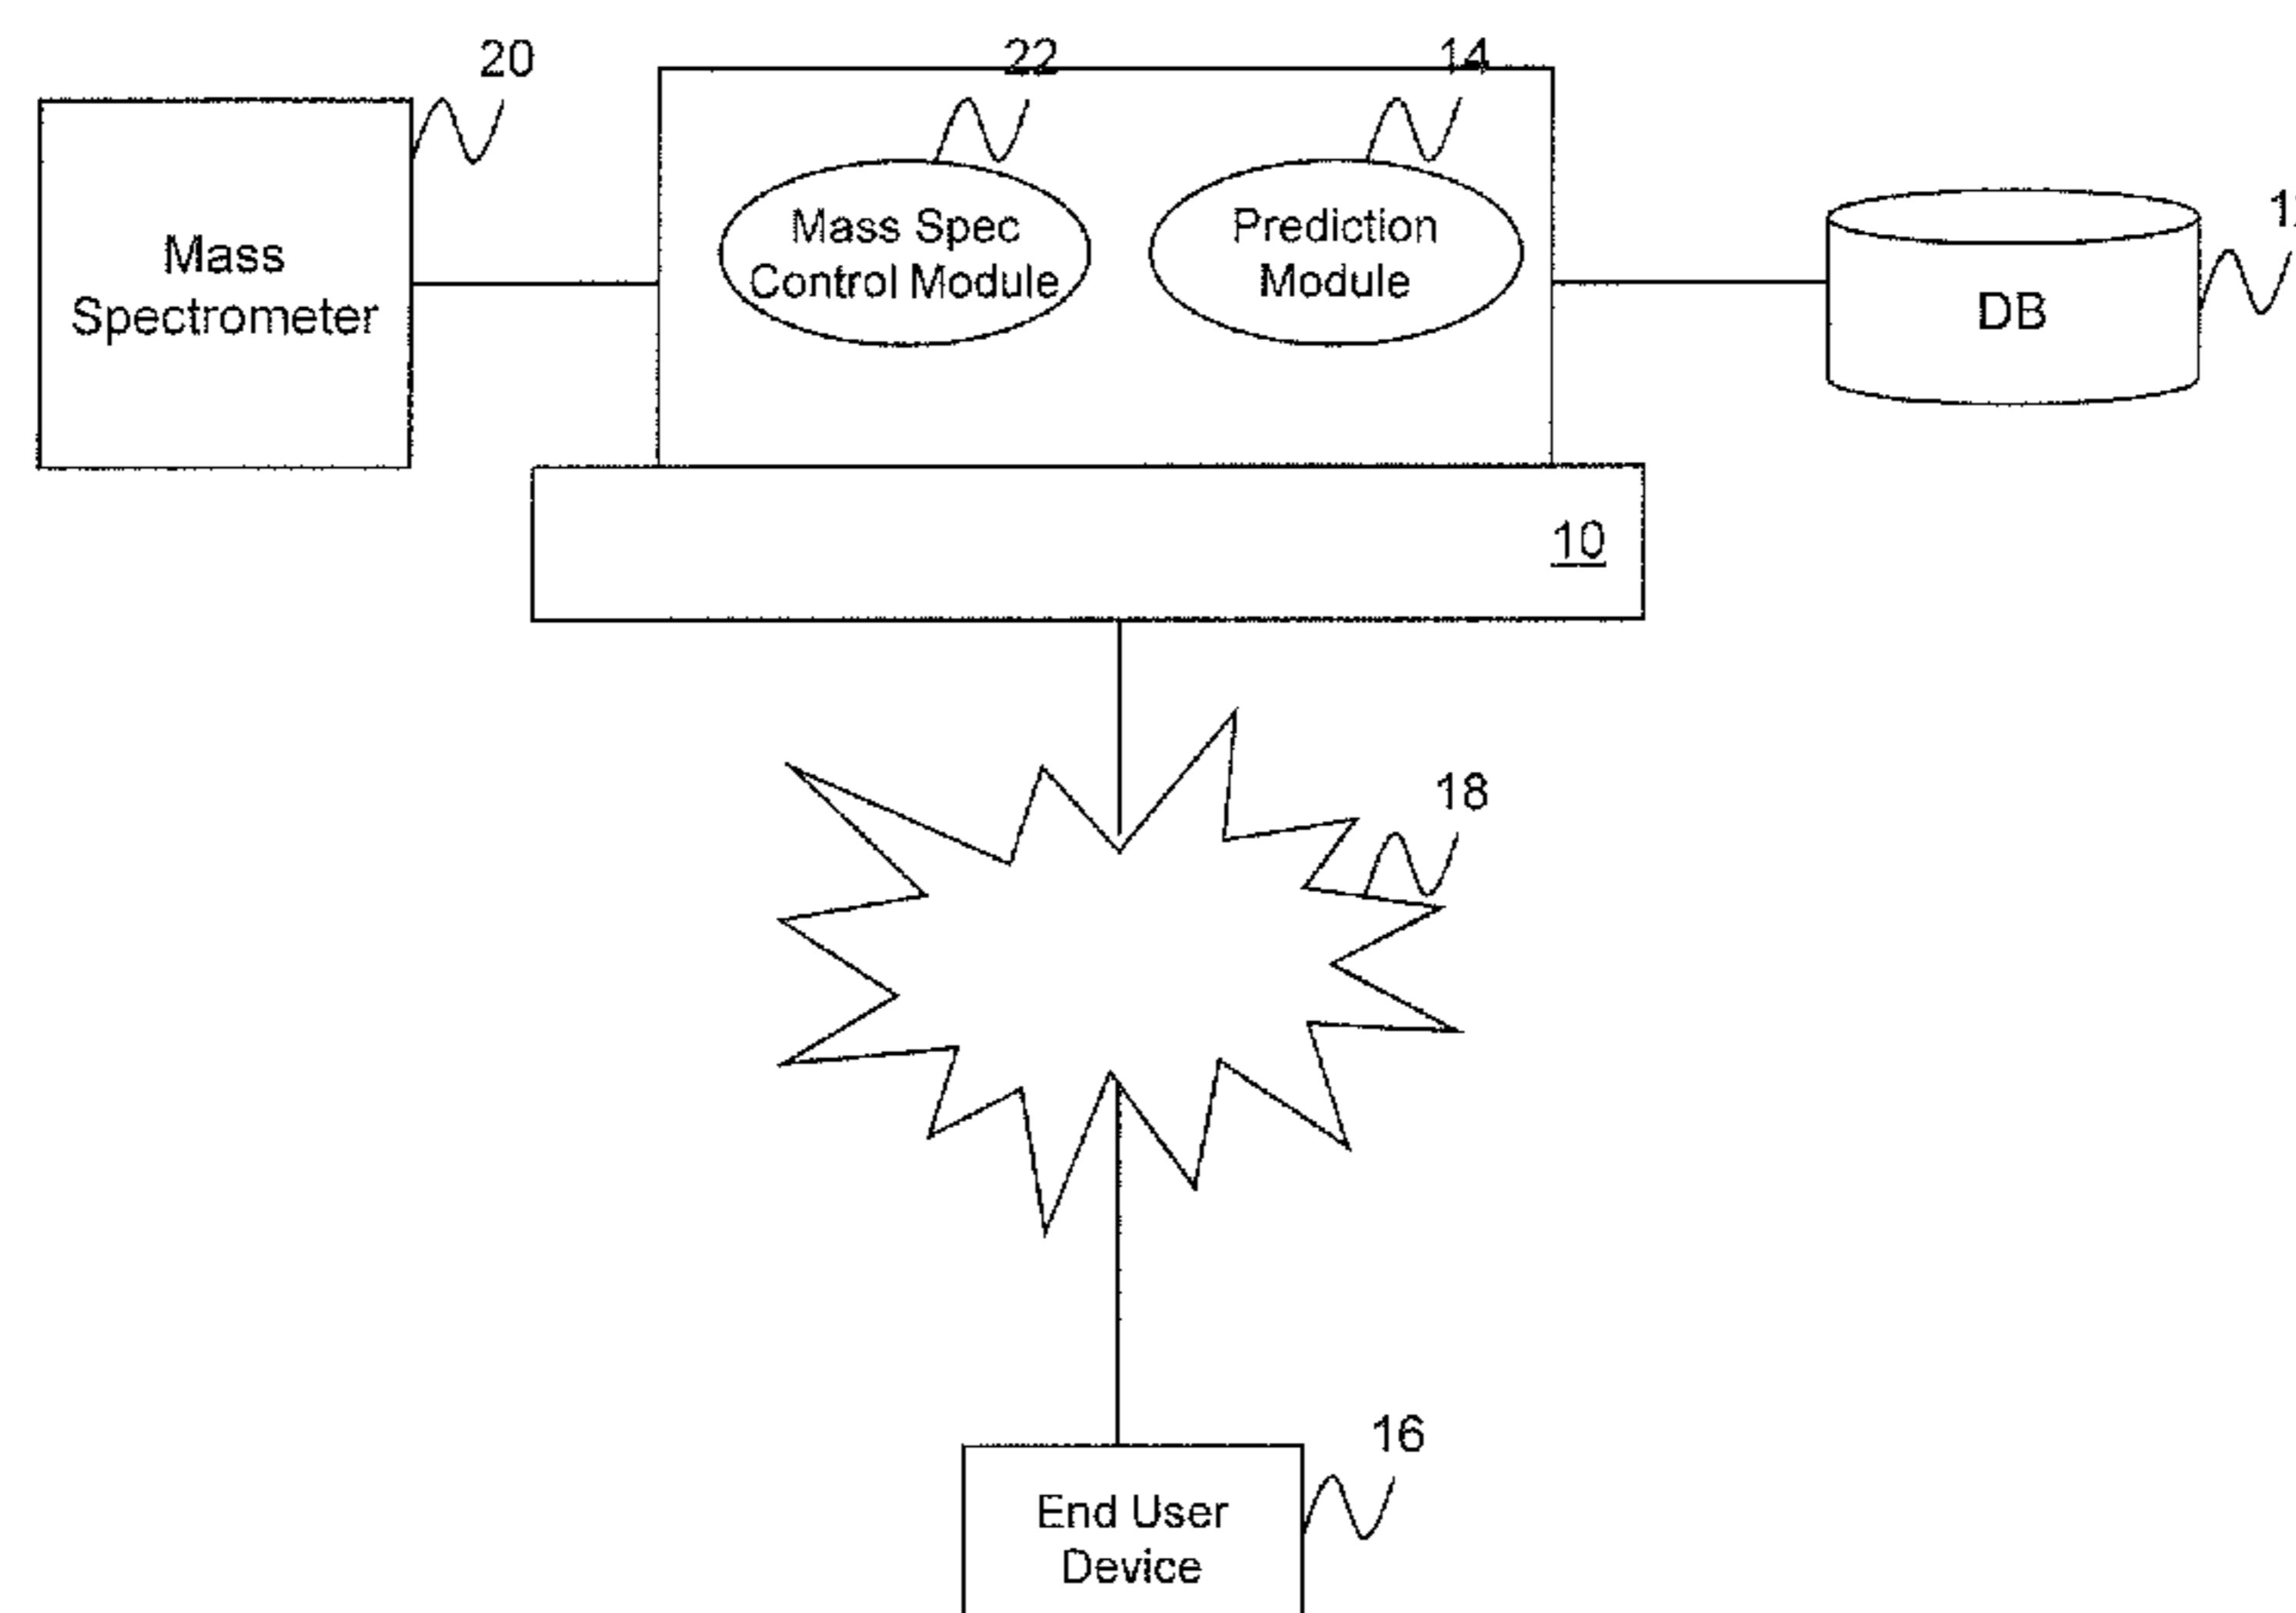 20
22
14
Mass
Spectrometer
Mass Spec
Control Module
Prediction
Module
DB
10
18
16
End User
Device